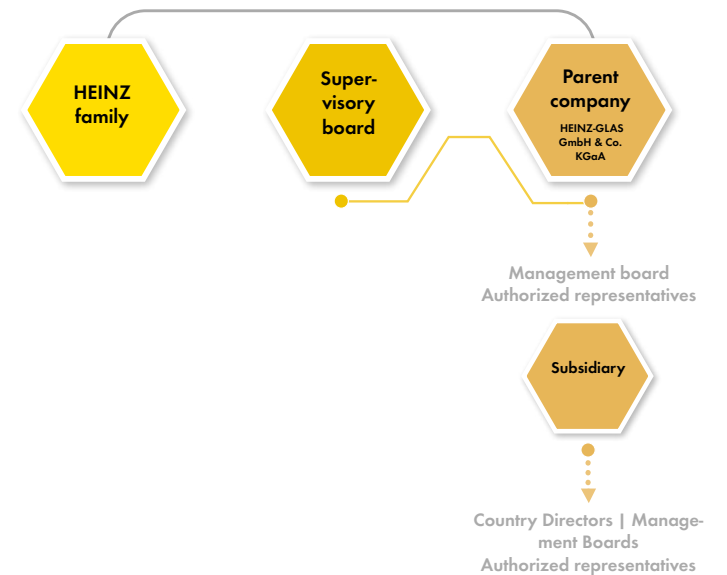 HEINZ
family
Super-
visory
board
Parent
company
HEINZ-GLAS
GmbH & Co.
KGaA
Management board
Authorized representatives
Subsidiary
Country Directors | Manage-
ment Boards
Authorized representatives